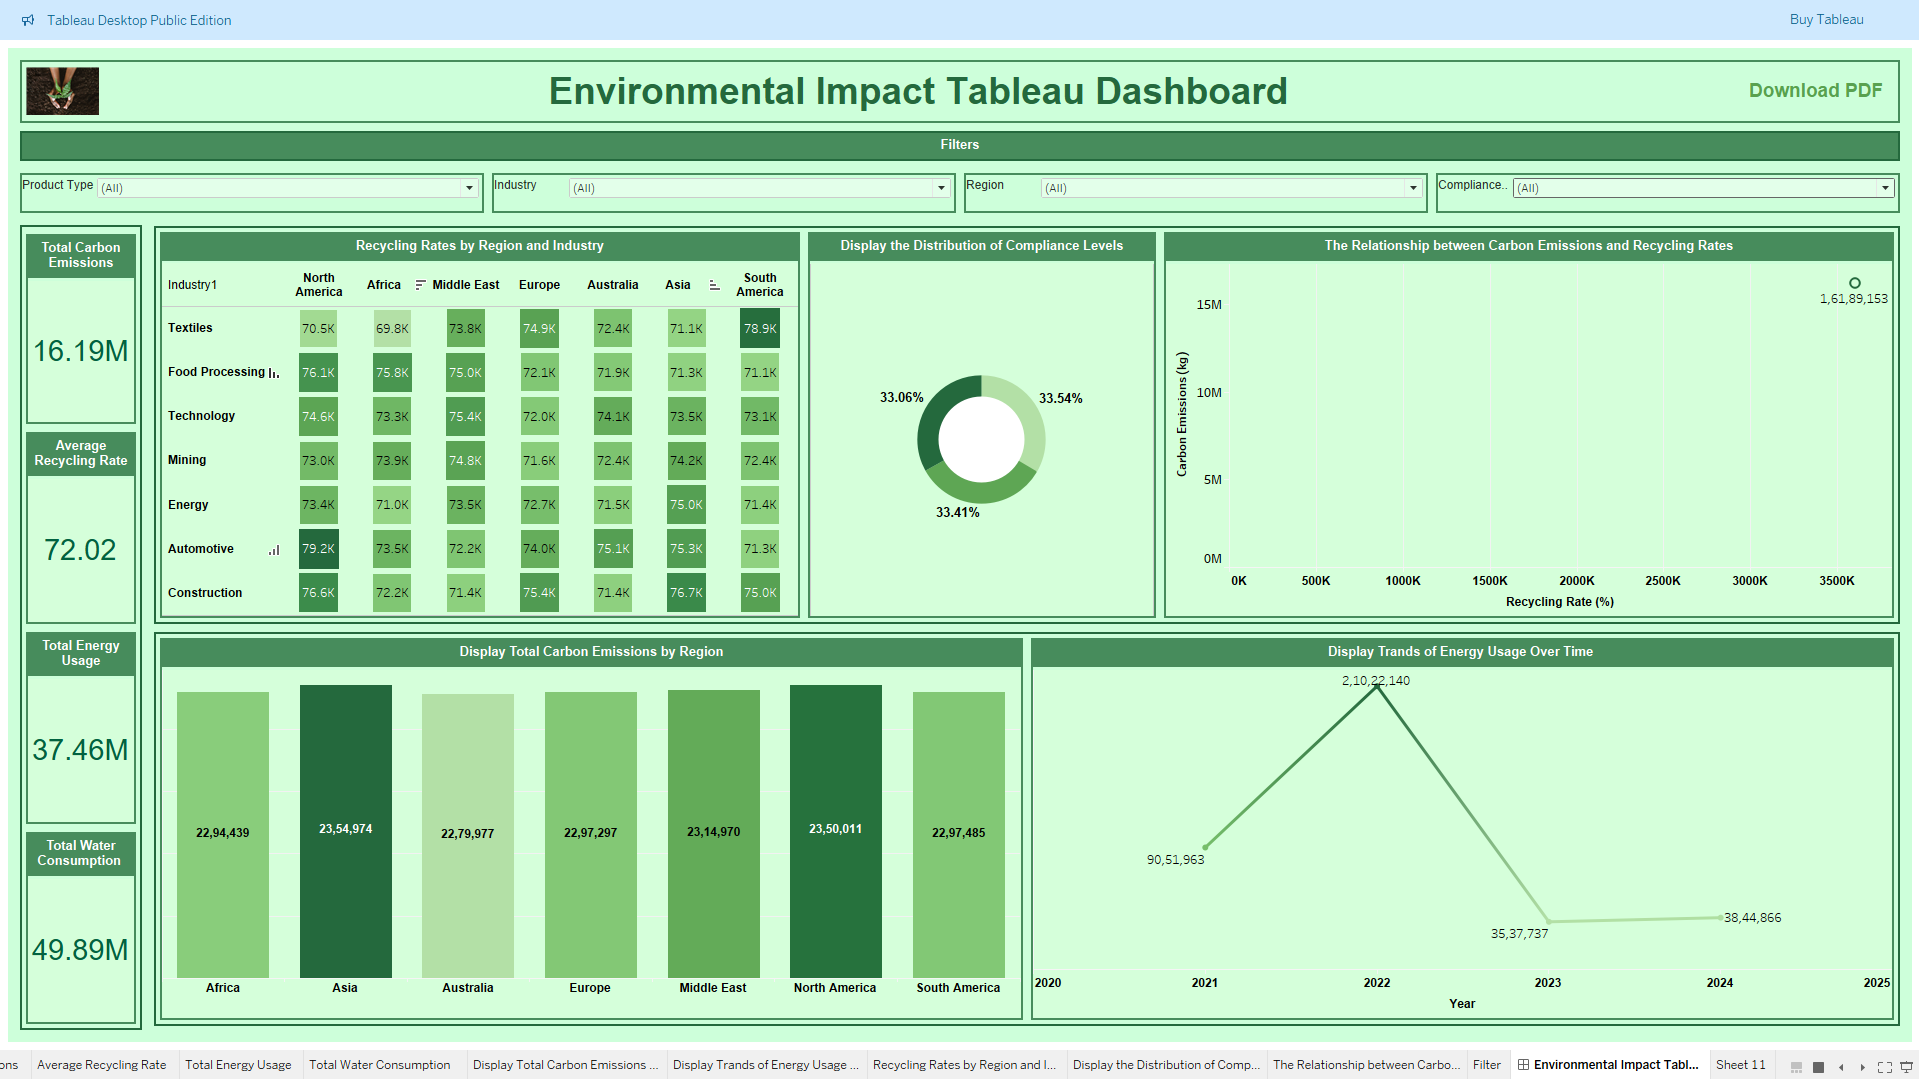 Tableau Desktop Public Edition
Buy Tableau
Environmental Impact Tableau Dashboard
Download PDF
Filters
Product Type (All)
Industry (All)
Region (All)
Compliance.. (All)
Total Carbon
Emissions
16.19M
Average
Recycling Rate
72.02
Total Energy
Usage
37.46M
Total Water
Consumption
49.89M
Recycling Rates by Region and Industry
Industry1 North America Africa Middle East Europe Australia Asia South America
Textiles 70.5K 69.8K 73.8K 74.9K 72.4K 71.1K 78.9K
Food Processing 76.1K 75.8K 75.0K 72.1K 71.9K 71.3K 71.1K
Technology 74.6K 73.3K 75.4K 72.0K 74.1K 73.5K 73.1K
Mining 73.0K 73.9K 74.8K 71.6K 72.4K 74.2K 72.4K
Energy 73.4K 71.0K 73.5K 72.7K 71.5K 75.0K 71.4K
Automotive 79.2K 73.5K 72.2K 74.0K 75.1K 75.3K 71.3K
Construction 76.6K 72.2K 71.4K 75.4K 71.4K 76.7K 75.0K
Display the Distribution of Compliance Levels
33.06%
33.54%
33.41%
The Relationship between Carbon Emissions and Recycling Rates
1,61,89,153
Carbon Emissions (kg)
15M
10M
5M
0M
0K 500K 1000K 1500K 2000K 2500K 3000K 3500K
Recycling Rate (%)
Display Total Carbon Emissions by Region
22,94,439 23,54,974 22,79,977 22,97,297 23,14,970 23,50,011 22,97,485
Africa Asia Australia Europe Middle East North America South America
Display Trands of Energy Usage Over Time
2,10,22,140
90,51,963
35,37,737
38,44,866
2020 2021 2022 2023 2024 2025
Year
ons Average Recycling Rate Total Energy Usage Total Water Consumption Display Total Carbon Emissions ... Display Trands of Energy Usage ... Recycling Rates by Region and I... Display the Distribution of Comp... The Relationship between Carbo... Filter Environmental Impact Tabl... Sheet 11